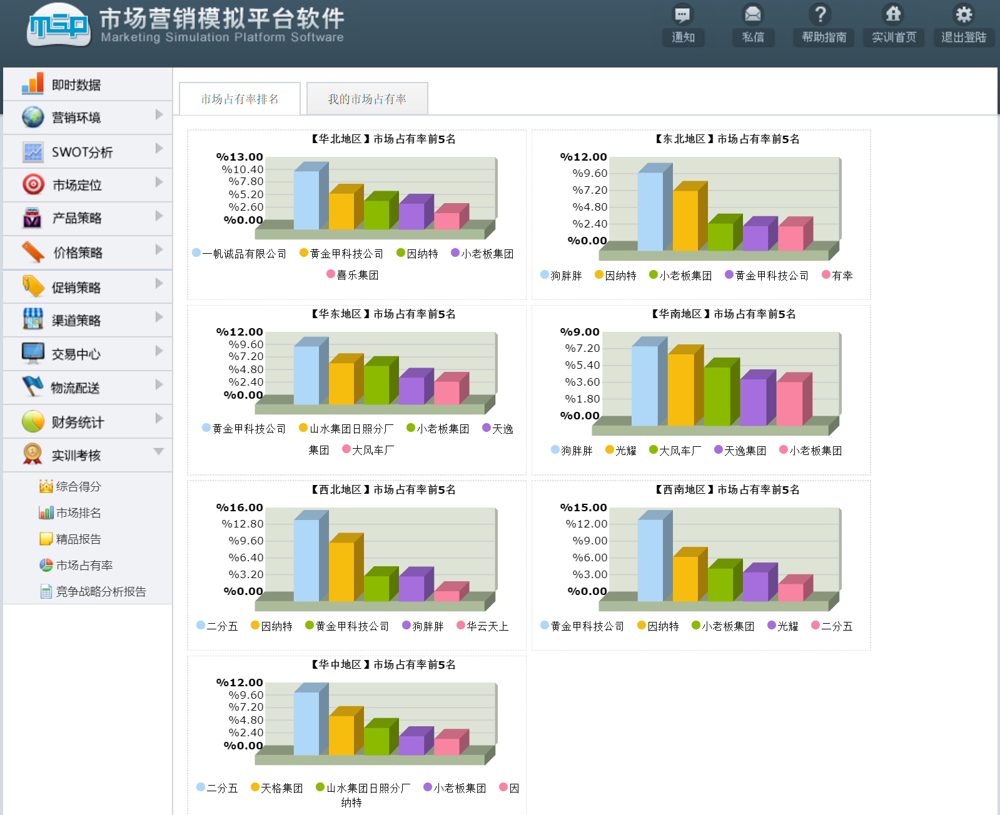 msp
市场营销模拟平台软件
Marketing Simulation Platform Software
通知
私信
帮助指南
实训首页
退出登陆
即时数据
营销环境
SWOT分析
市场定位
产品策略
价格策略
促销策略
渠道策略
交易中心
物流配送
财务统计
实训考核
综合得分
市场排名
精品报告
市场占有率
竞争战略分析报告
市场占有率排名
我的市场占有率
【华北地区】市场占有率前5名
%13.00
%10.40
%7.80
%5.20
%2.60
%0.00
一帆诚品有限公司 黄金甲科技公司 因纳特 小老板集团
喜乐集团
【东北地区】市场占有率前5名
%12.00
%9.60
%7.20
%4.80
%2.40
%0.00
狗胖胖 因纳特 小老板集团 黄金甲科技公司 有幸
【华东地区】市场占有率前5名
%12.00
%9.60
%7.20
%4.80
%2.40
%0.00
黄金甲科技公司 山水集团日照分厂 小老板集团 天逸
集团 大风车厂
【华南地区】市场占有率前5名
%9.00
%7.20
%5.40
%3.60
%1.80
%0.00
狗胖胖 光耀 大风车厂 天逸集团 小老板集团
【西北地区】市场占有率前5名
%16.00
%12.80
%9.60
%6.40
%3.20
%0.00
二分五 因纳特 黄金甲科技公司 狗胖胖 华云天上
【西南地区】市场占有率前5名
%15.00
%12.00
%9.00
%6.00
%3.00
%0.00
黄金甲科技公司 因纳特 小老板集团 光耀 二分五
【华中地区】市场占有率前5名
%12.00
%9.60
%7.20
%4.80
%2.40
%0.00
二分五 天格集团 山水集团日照分厂 小老板集团 因
纳特